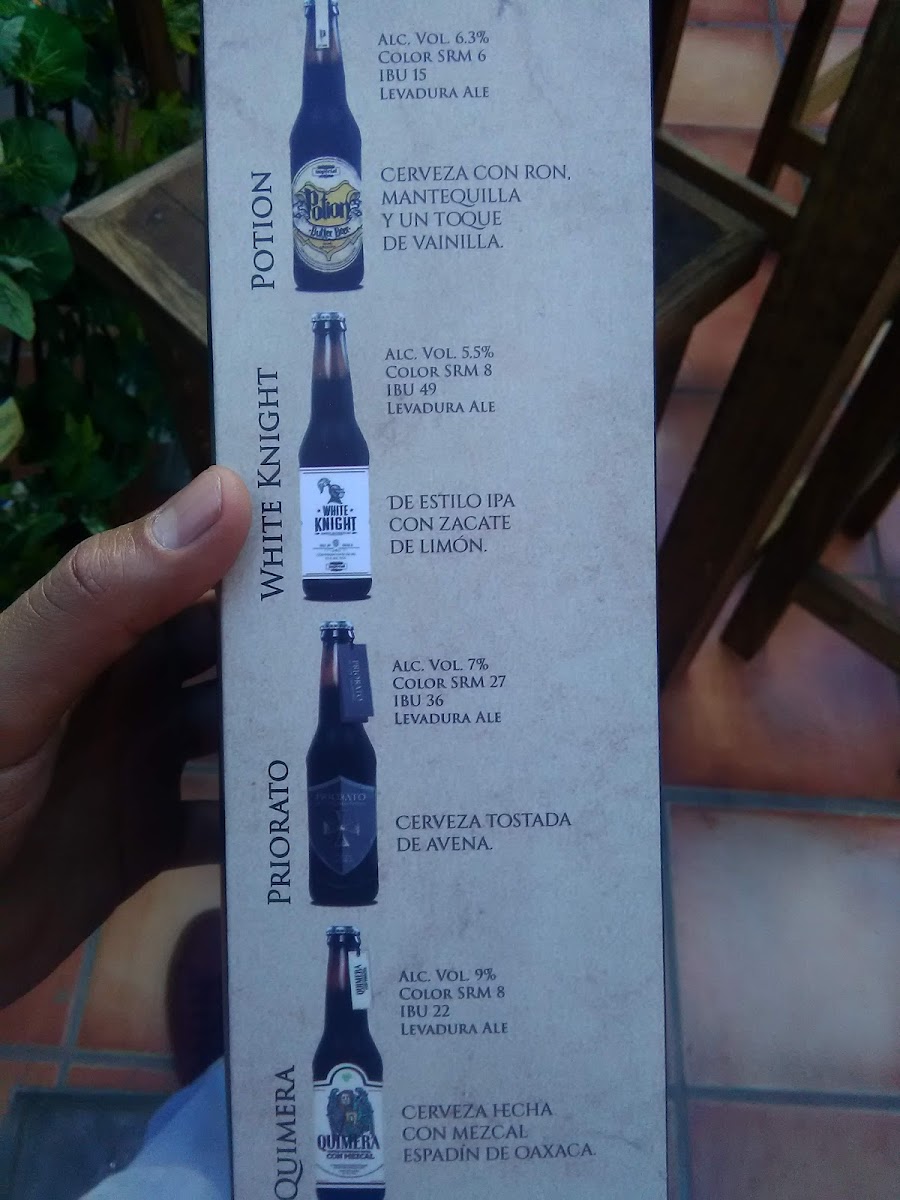 Alc. Vol. 6.3%
Color SRM 6
IBU 15
Levadura Ale
POTION
Imperial
Potion
Butter Beer
CERVEZA CON RON,
MANTEQUILLA
Y UN TOQUE
DE VAINILLA.
Alc. Vol. 5.5%
Color SRM 8
IBU 49
Levadura Ale
WHITE KNIGHT
WHITE
KNIGHT
DE ESTILO IPA
CON ZACATE
DE LIMÓN.
Alc. Vol. 7%
Color SRM 27
IBU 36
Levadura Ale
PRIORATO
PRIORATO
PRIORATO
CERVEZA TOSTADA
DE AVENA.
Alc. Vol. 9%
Color SRM 8
IBU 22
Levadura Ale
QUIMERA
QUIMERA
QUIMERA
CON MEZCAL
CERVEZA HECHA
CON MEZCAL
ESPADÍN DE OAXACA.